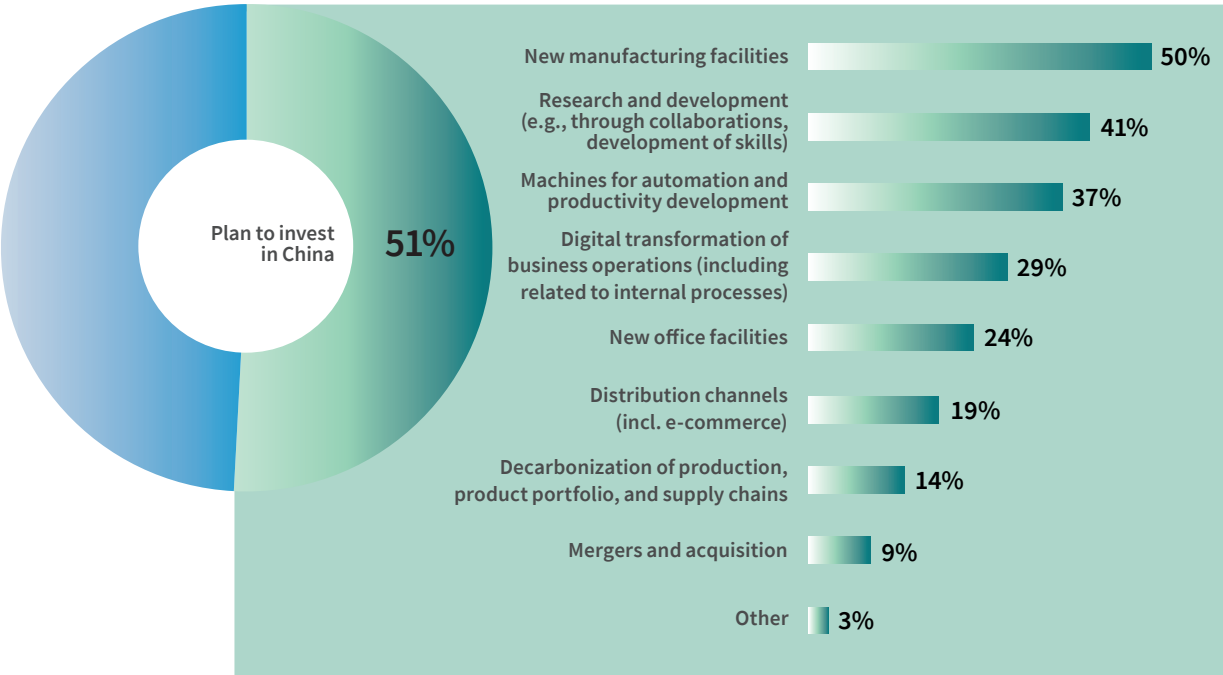 Plan to invest
in China
51%
New manufacturing facilities
50%
Research and development
(e.g., through collaborations,
development of skills)
41%
Machines for automation and
productivity development
37%
Digital transformation of
business operations (including
related to internal processes)
29%
New office facilities
24%
Distribution channels
(incl. e-commerce)
19%
Decarbonization of production,
product portfolio, and supply chains
14%
Mergers and acquisition
9%
Other
3%